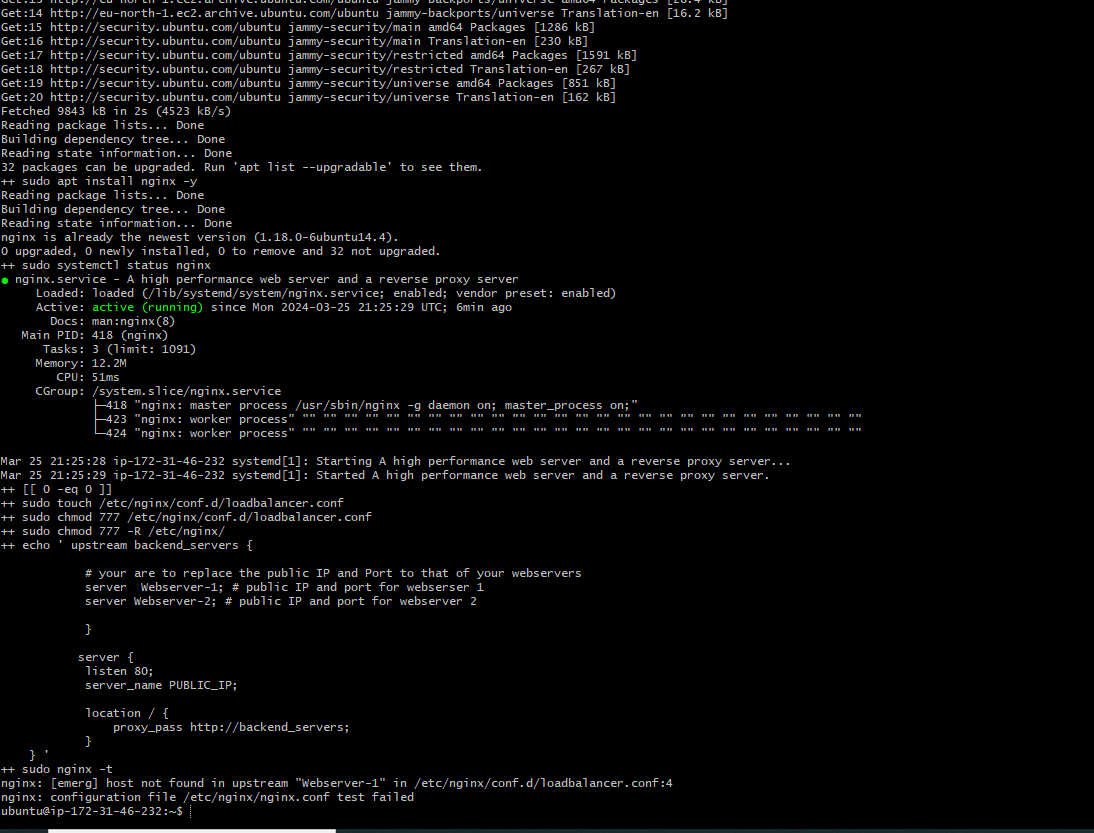 Get:14 http://eu-north-1.ec2.archive.ubuntu.com/ubuntu jammy-backports/universe Translation-en [16.2 kB]
Get:15 http://security.ubuntu.com/ubuntu jammy-security/main amd64 Packages [1286 kB]
Get:16 http://security.ubuntu.com/ubuntu jammy-security/main Translation-en [230 kB]
Get:17 http://security.ubuntu.com/ubuntu jammy-security/restricted amd64 Packages [1591 kB]
Get:18 http://security.ubuntu.com/ubuntu jammy-security/restricted Translation-en [267 kB]
Get:19 http://security.ubuntu.com/ubuntu jammy-security/universe amd64 Packages [851 kB]
Get:20 http://security.ubuntu.com/ubuntu jammy-security/universe Translation-en [162 kB]
Fetched 9843 kB in 2s (4523 kB/s)
Reading package lists... Done
Building dependency tree... Done
Reading state information... Done
32 packages can be upgraded. Run 'apt list --upgradable' to see them.
++ sudo apt install nginx -y
Reading package lists... Done
Building dependency tree... Done
Reading state information... Done
nginx is already the newest version (1.18.0-6ubuntu14.4).
0 upgraded, 0 newly installed, 0 to remove and 32 not upgraded.
++ sudo systemctl status nginx
● nginx.service - A high performance web server and a reverse proxy server
     Loaded: loaded (/lib/systemd/system/nginx.service; enabled; vendor preset: enabled)
     Active: active (running) since Mon 2024-03-25 21:25:29 UTC; 6min ago
       Docs: man:nginx(8)
   Main PID: 418 (nginx)
      Tasks: 3 (limit: 1091)
     Memory: 12.2M
        CPU: 51ms
     CGroup: /system.slice/nginx.service
             ├─418 "nginx: master process /usr/sbin/nginx -g daemon on; master_process on;"
             ├─423 "nginx: worker process" "" "" "" "" "" "" "" "" "" "" "" "" "" "" "" "" "" "" "" "" "" "" "" "" "" "" ""
             └─424 "nginx: worker process" "" "" "" "" "" "" "" "" "" "" "" "" "" "" "" "" "" "" "" "" "" "" "" "" "" "" ""
Mar 25 21:25:28 ip-172-31-46-232 systemd[1]: Starting A high performance web server and a reverse proxy server...
Mar 25 21:25:29 ip-172-31-46-232 systemd[1]: Started A high performance web server and a reverse proxy server.
++ [[ 0 -eq 0 ]]
++ sudo touch /etc/nginx/conf.d/loadbalancer.conf
++ sudo chmod 777 /etc/nginx/conf.d/loadbalancer.conf
++ sudo chmod 777 -R /etc/nginx/
++ echo ' upstream backend_servers {
            # your are to replace the public IP and Port to that of your webservers
            server  Webserver-1; # public IP and port for webserser 1
            server Webserver-2; # public IP and port for webserver 2
            }
           server {
            listen 80;
            server_name PUBLIC_IP;
            location / {
                proxy_pass http://backend_servers;
            }
    } '
++ sudo nginx -t
nginx: [emerg] host not found in upstream "Webserver-1" in /etc/nginx/conf.d/loadbalancer.conf:4
nginx: configuration file /etc/nginx/nginx.conf test failed
ubuntu@ip-172-31-46-232:~$